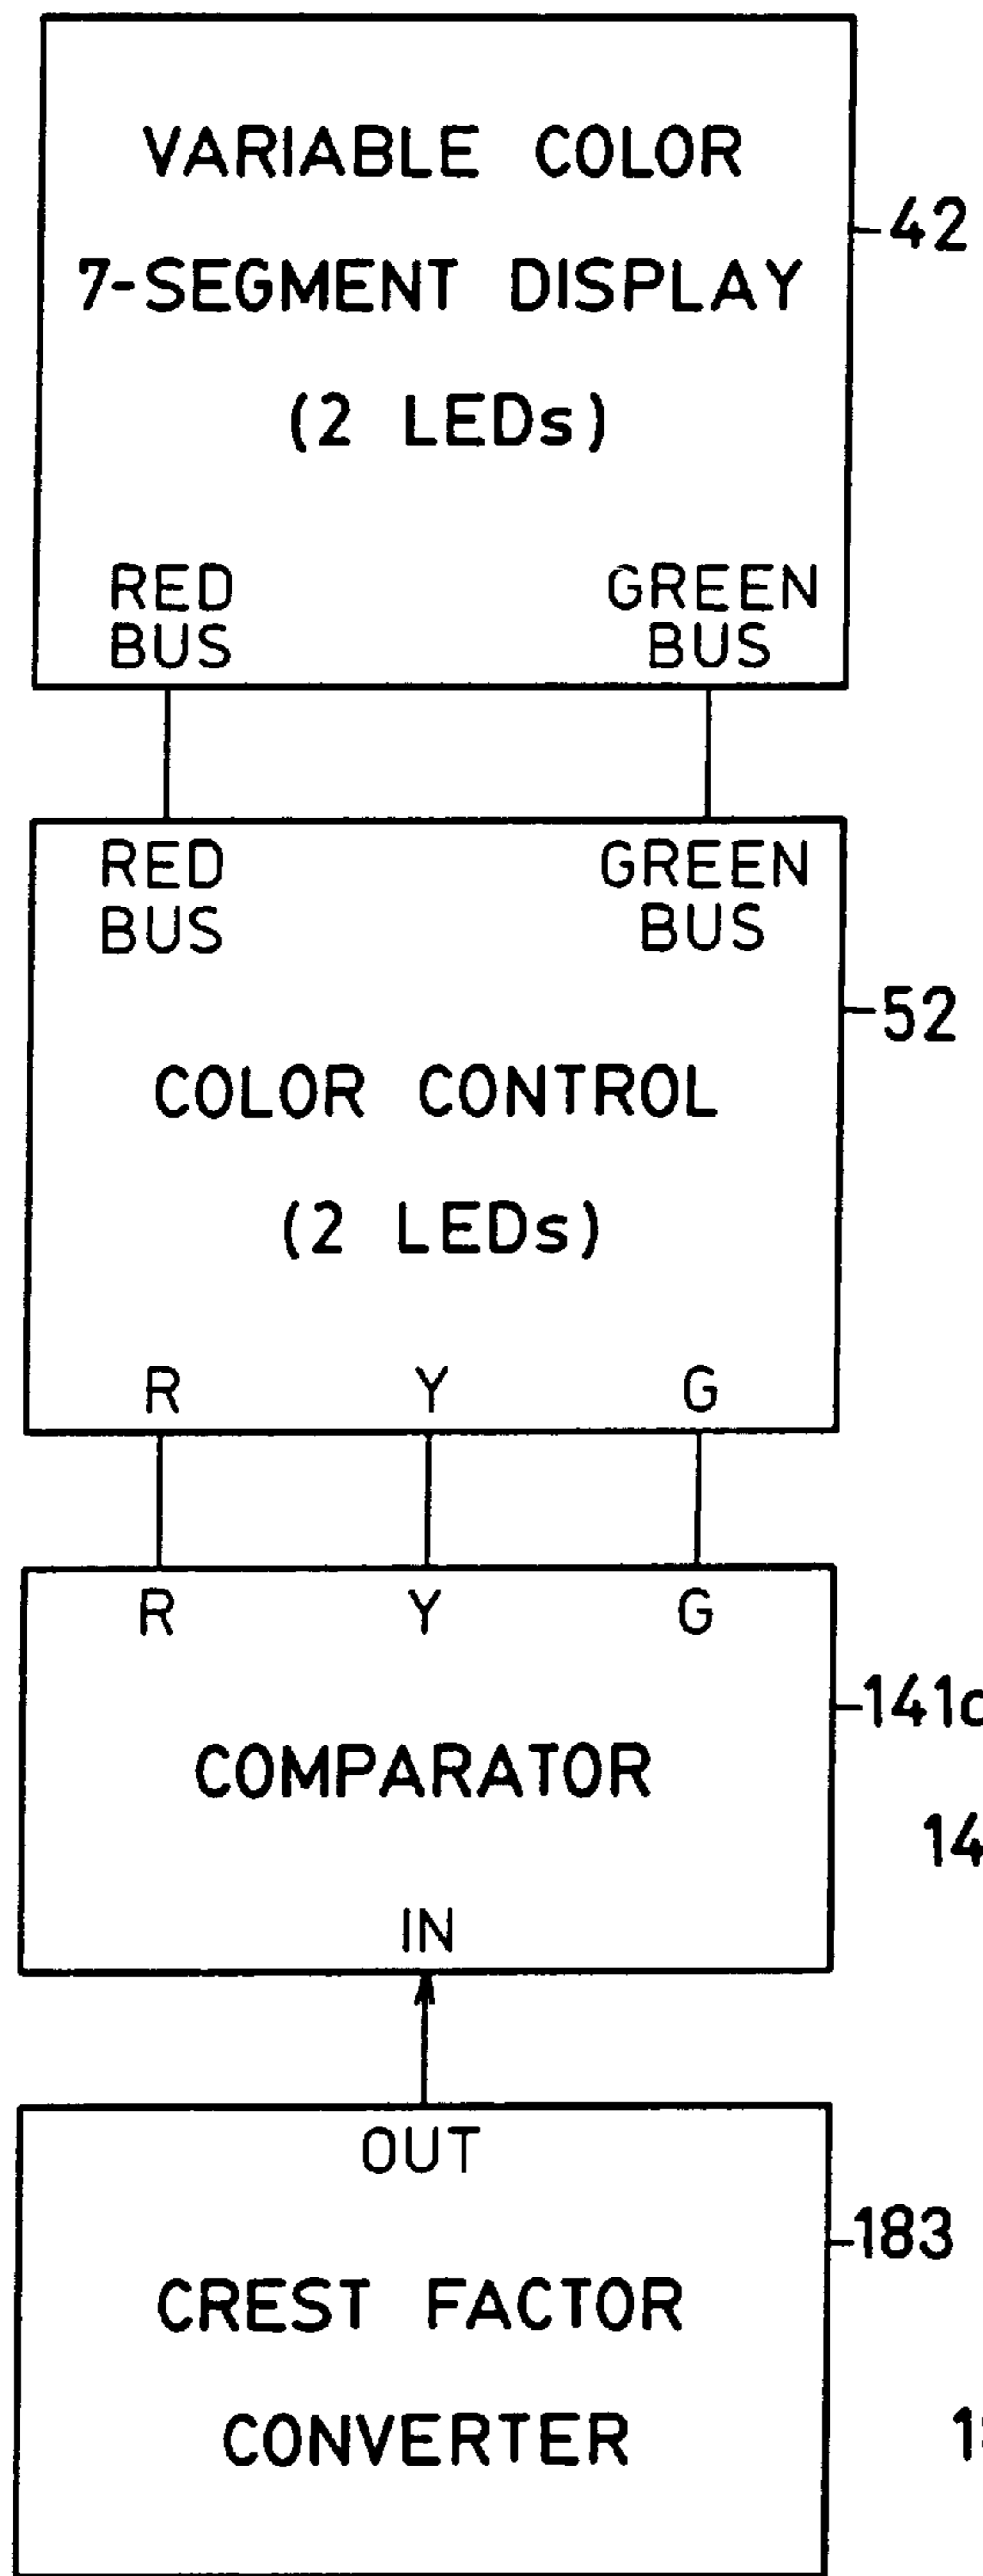 VARIABLE COLOR
7-SEGMENT DISPLAY
(2 LEDs)
42
RED BUS
GREEN BUS
RED BUS
GREEN BUS
52
COLOR CONTROL
(2 LEDs)
R Y G
R Y G
COMPARATOR
IN
OUT
183
CREST FACTOR
CONVERTER